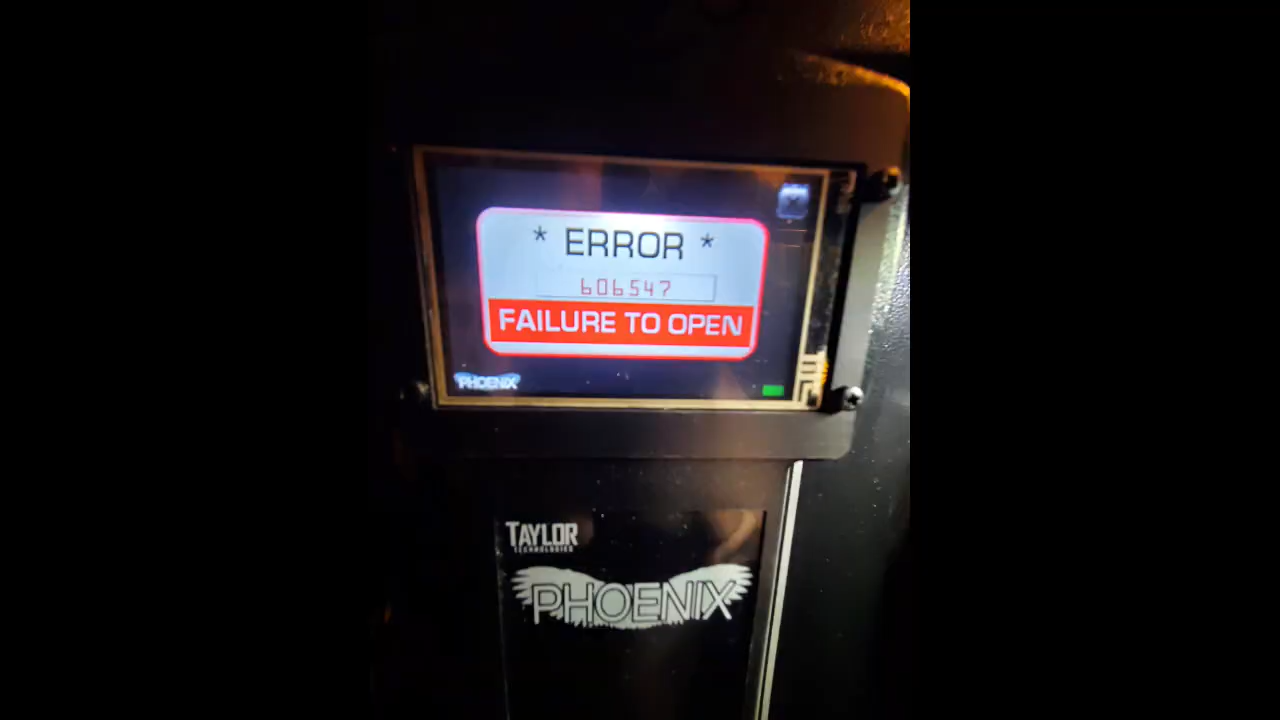 * ERROR *
606547
FAILURE TO OPEN
PHOENIX
TAYLOR
TECHNOLOGIES
PHOENIX